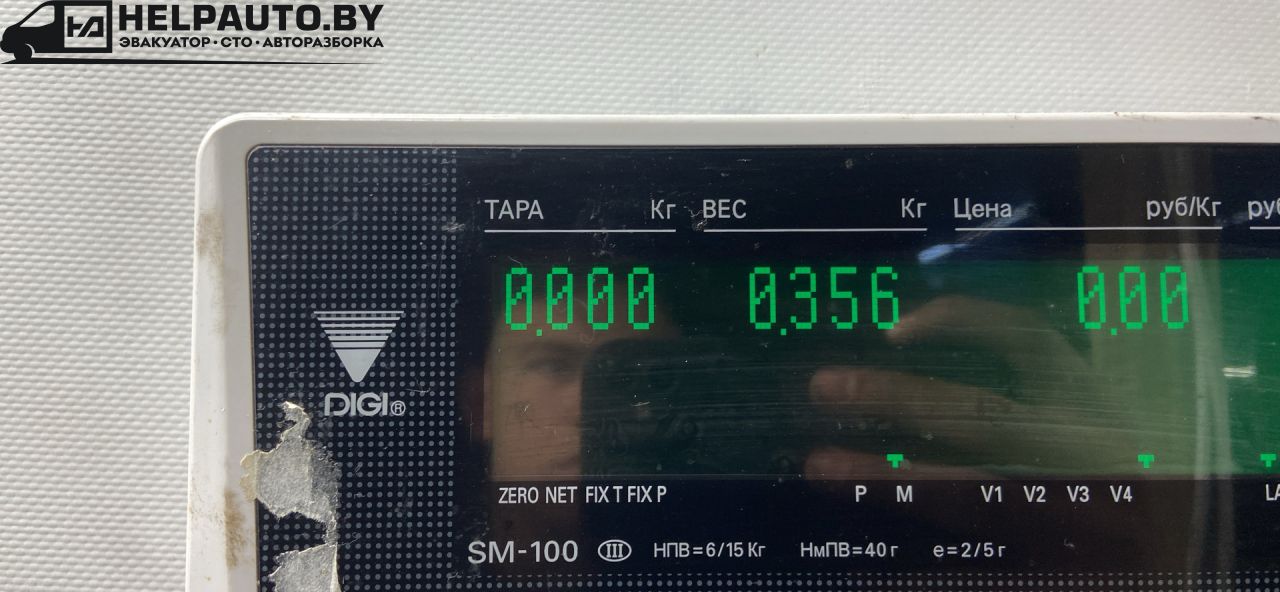 HELPAUTO.BY
ЭВАКУАТОР·СТО·АВТОРАЗБОРКА
ТАРА Кг ВЕС Кг Цена руб/Кг
0.000 0.356 0.00
DIGI®
ZERO NET FIX T FIX P P M V1 V2 V3 V4
SM-100 III НПВ=6/15 Кг НмПВ=40 г e=2/5 г